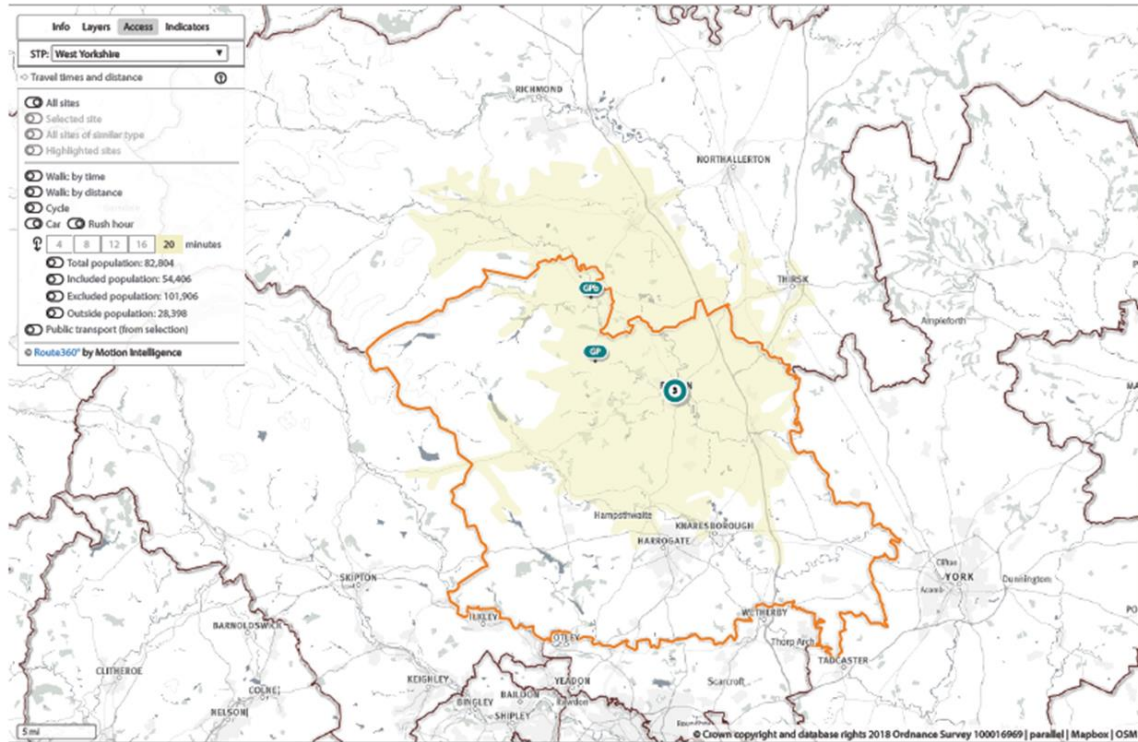 Info Layers Access Indicators
STP: West Yorkshire
Travel times and distance
All sites
Selected site
All sites of similar type
Highlighted sites
Walk: by time
Walk: by distance
Cycle
Car Rush hour
4 8 12 16 20 minutes
Total population: 82,804
Included population: 54,406
Excluded population: 101,906
Outside population: 28,398
Public transport (from selection)
© Route360° by Motion Intelligence
RICHMOND
NORTHALLERTON
THIRSK
Ampleforth
GPb
GP
3
Hampsthwaite
KNARESBOROUGH
HARROGATE
SKIPTON
YORK
Clifton
Acomb
Dunnington
ILKLEY
OTLEY
WETHERBY
Thorp Arch
TADCASTER
BARNOLDSWICK
CLITHEROE
COLNE
NELSON
KEIGHLEY
BINGLEY
BAILDON
SHIPLEY
YEADON
Rawdon
Scarcroft
5 mi
© Crown copyright and database rights 2018 Ordnance Survey 100016969 | parallel | Mapbox | OSM